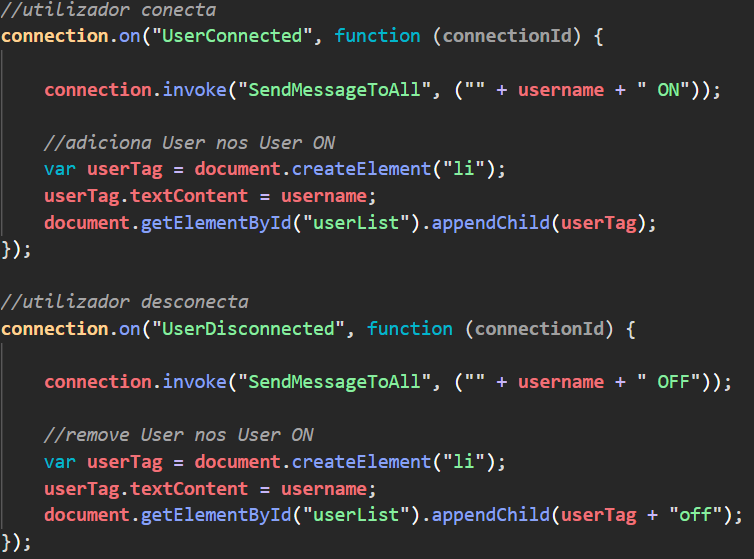 //utilizador conecta
connection.on("UserConnected", function (connectionId) {
connection.invoke("SendMessageToAll", ("" + username + " ON"));
//adiciona User nos User ON
var userTag = document.createElement("li");
userTag.textContent = username;
document.getElementById("userList").appendChild(userTag);
});
//utilizador desconecta
connection.on("UserDisconnected", function (connectionId) {
connection.invoke("SendMessageToAll", ("" + username + " OFF"));
//remove User nos User ON
var userTag = document.createElement("li");
userTag.textContent = username;
document.getElementById("userList").appendChild(userTag + "off");
});